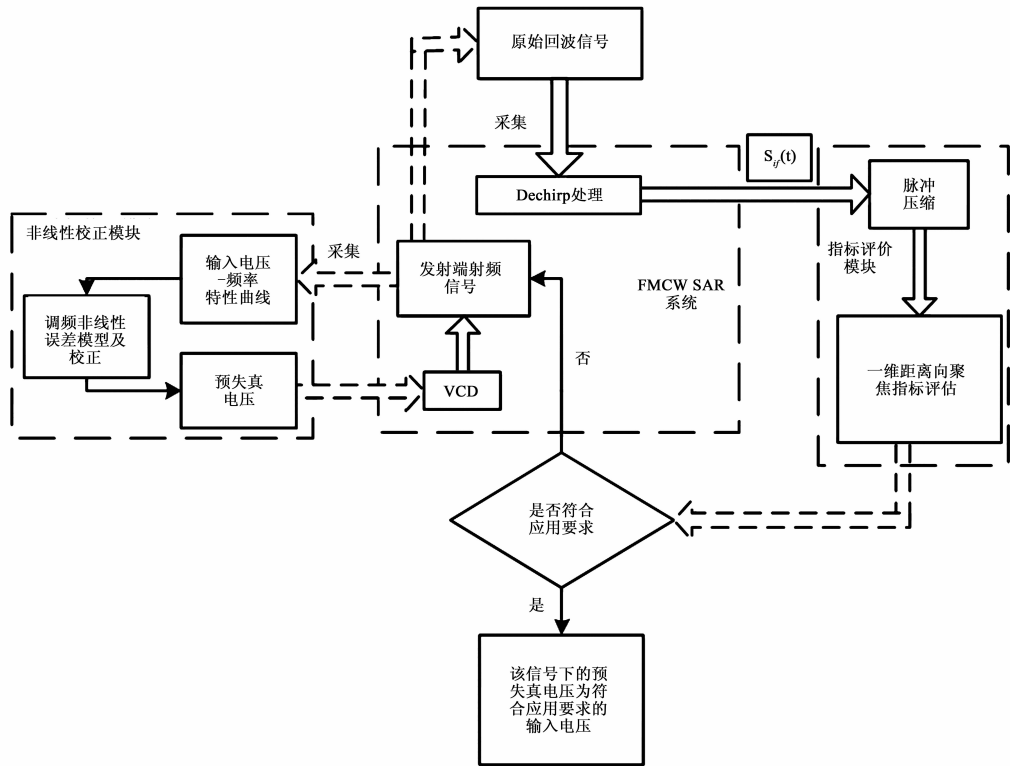 原始回波信号
采集
S_if(t)
Dechirp处理
脉冲
压缩
非线性校正模块
输入电压
-频率
特性曲线
采集
发射端射频
信号
指标评价
模块
FMCW SAR
系统
调频非线性
误差模型及
校正
预失真
电压
VCD
否
一维距离向聚
焦指标评估
是否符合
应用要求
是
该信号下的预
失真电压为符
合应用要求的
输入电压